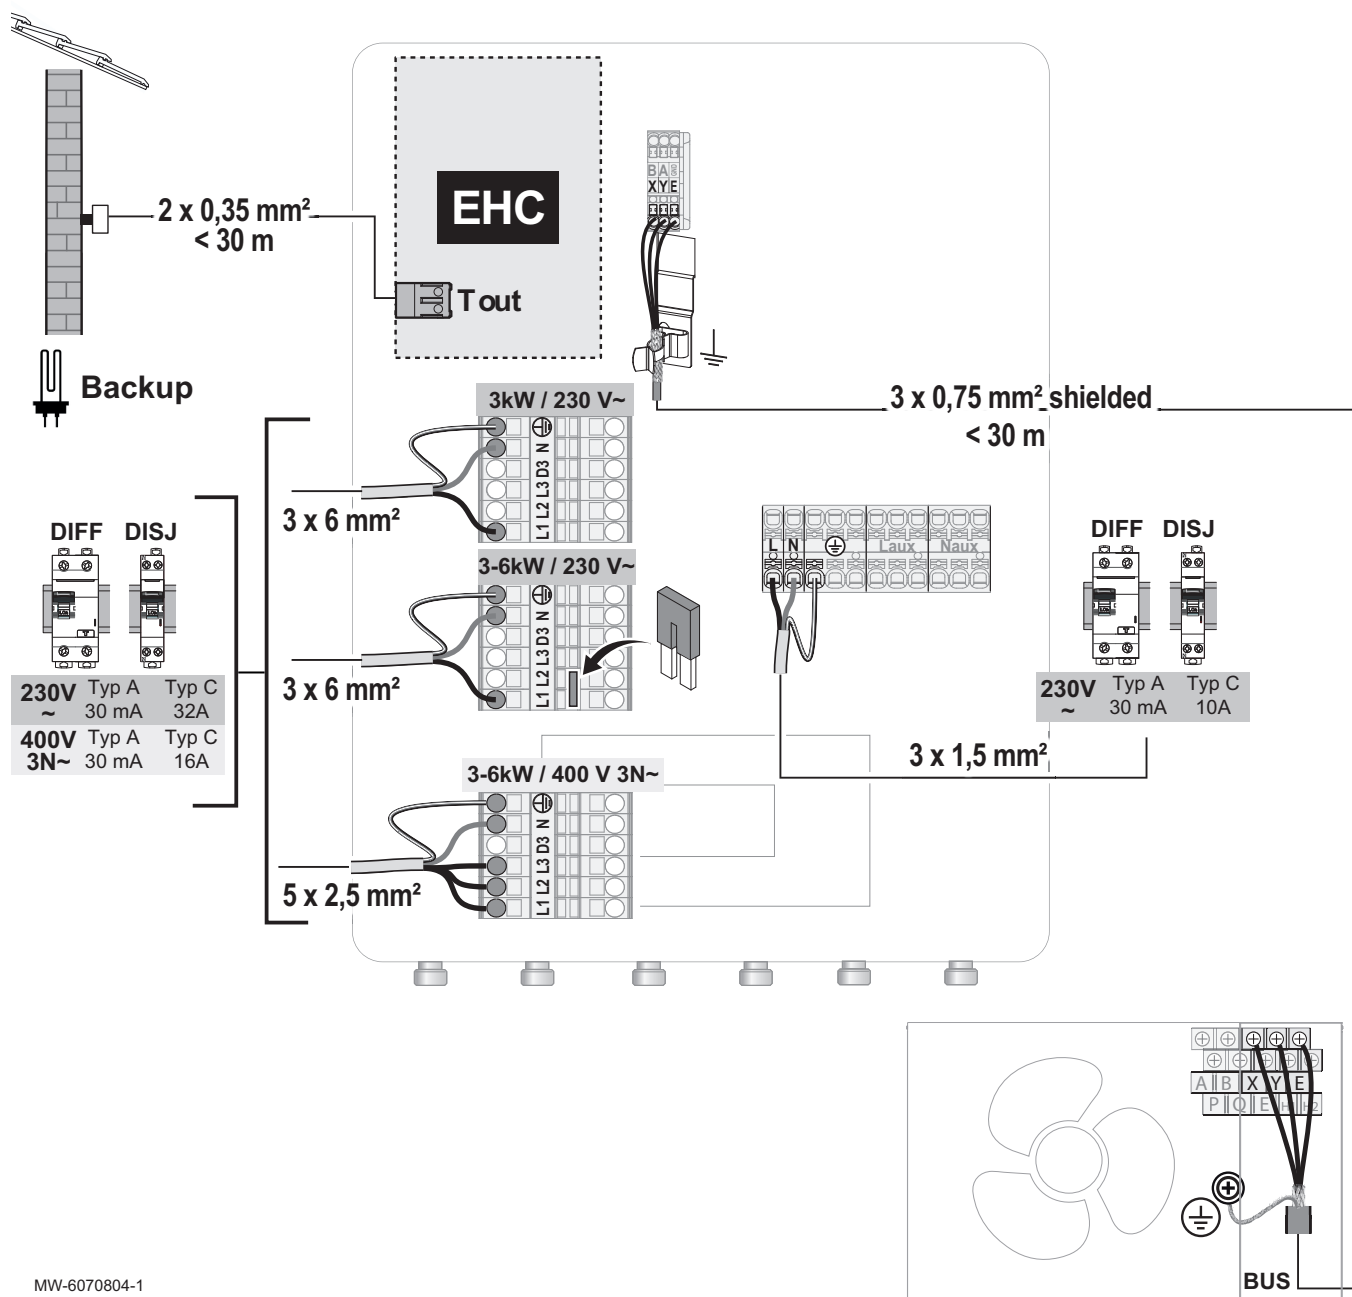 B A
X Y E
2 x 0,35 mm²
< 30 m
EHC
Tout
Backup
3 x 0,75 mm² shielded
< 30 m
3kW / 230 V~
L1 L2 L3 D3 N
3 x 6 mm²
DIFF DISJ
230V ~ Typ A 30 mA Typ C 32A
400V 3N~ Typ A 30 mA Typ C 16A
3-6kW / 230 V~
L1 L2 L3 D3 N
3 x 6 mm²
L N Laux Naux
DIFF DISJ
230V ~ Typ A 30 mA Typ C 10A
3 x 1,5 mm²
3-6kW / 400 V 3N~
L1 L2 L3 D3 N
5 x 2,5 mm²
A B X Y E
P Q E H1 H2
BUS
MW-6070804-1